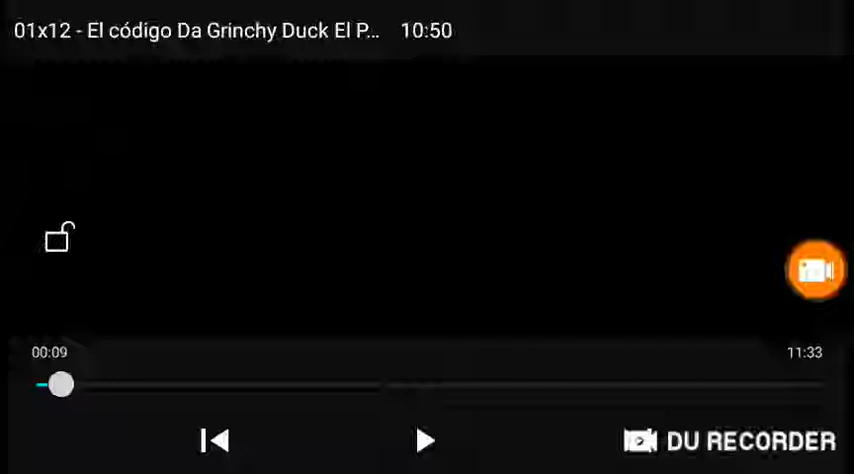 01x12 - El código Da Grinchy Duck El P... 10:50
00:09 11:33
DU RECORDER